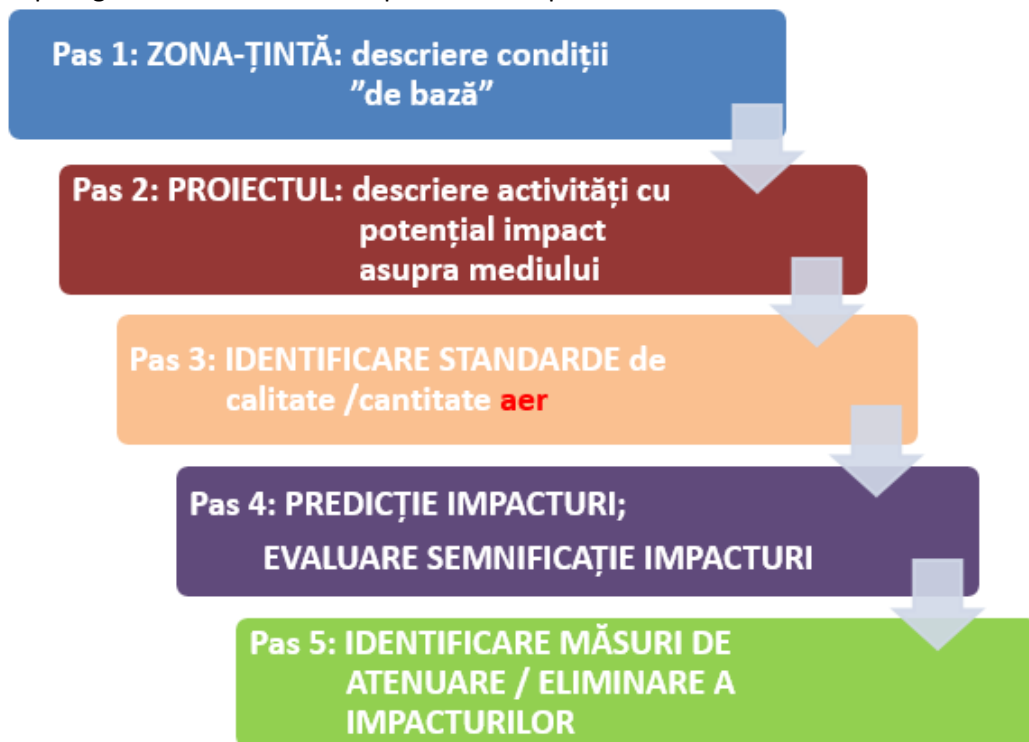 Pas 1: ZONA-ȚINTĂ: descriere condiții
”de bază”
Pas 2: PROIECTUL: descriere activități cu
potențial impact
asupra mediului
Pas 3: IDENTIFICARE STANDARDE de
calitate /cantitate aer
Pas 4: PREDICȚIE IMPACTURI;
EVALUARE SEMNIFICAȚIE IMPACTURI
Pas 5: IDENTIFICARE MĂSURI DE
ATENUARE / ELIMINARE A
IMPACTURILOR